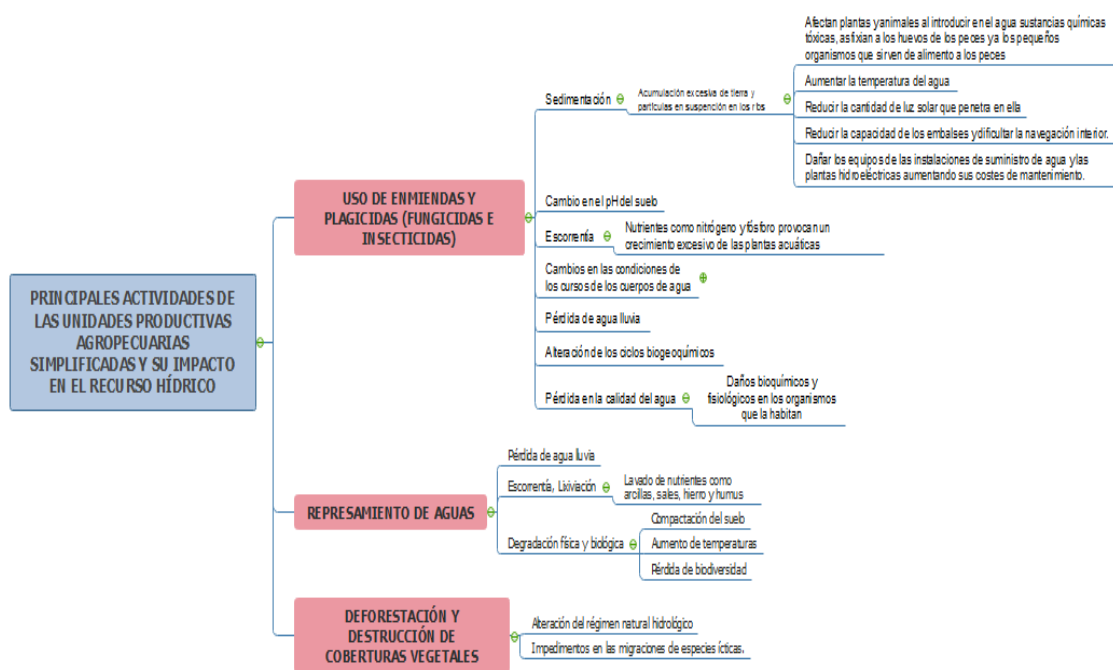 PRINCIPALES ACTIVIDADES DE
LAS UNIDADES PRODUCTIVAS
AGROPECUARIAS
SIMPLIFICADAS Y SU IMPACTO
EN EL RECURSO HÍDRICO
USO DE ENMIENDAS Y
PLAGICIDAS (FUNGICIDAS E
INSECTICIDAS)
Sedimentación
Acumulación excesiva de tierra y
partículas en suspensión en los ríos
Afectan plantas yanimales al introducir en el agua sustancias químicas
tóxicas, asfixian a los huevos de los peces ya los pequeños
organismos que sirven de alimento a los peces
Aumentar la temperatura del agua
Reducir la cantidad de luz solar que penetra en ella
Reducir la capacidad de los embalses ydificultar la navegación interior.
Dañar los equipos de las instalaciones de suministro de agua ylas
plantas hidroeléctricas aumentando sus costes de mantenimiento.
Cambio en el pH del suelo
Escorrentía
Nutrientes como nitrógeno yfósforo provocan un
crecimiento excesivo de las plantas acuáticas
Cambios en las condiciones de
los cursos de los cuerpos de agua
Pérdida de agua lluvia
Alteración de los ciclos biogeoquímicos
Pérdida en la calidad del agua
Daños bioquímicos y
fisiológicos en los organismos
que la habitan
REPRESAMIENTO DE AGUAS
Pérdida de agua lluvia
Escorrentía, Lixiviación
Lavado de nutrientes como
arcillas, sales, hierro y humus
Degradación física y biológica
Compactación del suelo
Aumento de temperaturas
Pérdida de biodiversidad
DEFORESTACIÓN Y
DESTRUCCIÓN DE
COBERTURAS VEGETALES
Alteración del régimen natural hidrológico
Impedimentos en las migraciones de especies ícticas.